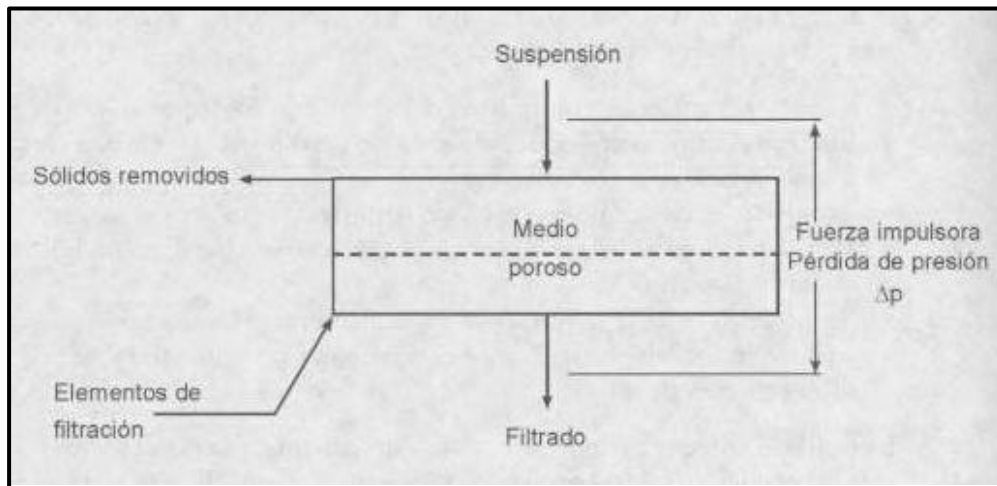 Suspensión
Sólidos removidos
Medio
poroso
Fuerza impulsora
Pérdida de presión
Δp
Elementos de
filtración
Filtrado